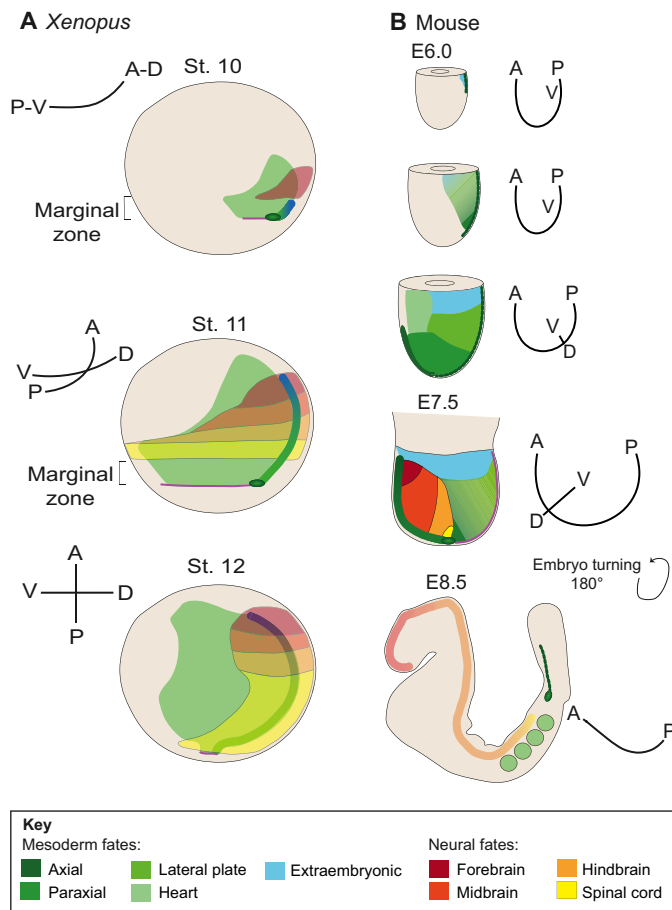 A Xenopus
St. 10
A-D
P-V
Marginal
zone
St. 11
A
V
D
P
Marginal
zone
St. 12
A
V
D
P
B Mouse
E6.0
A
P
V
A
P
V
A
P
V
D
E7.5
A
P
V
D
Embryo turning
180°
E8.5
A
P
Key
Mesoderm fates:
Axial
Paraxial
Lateral plate
Heart
Extraembryonic
Neural fates:
Forebrain
Midbrain
Hindbrain
Spinal cord